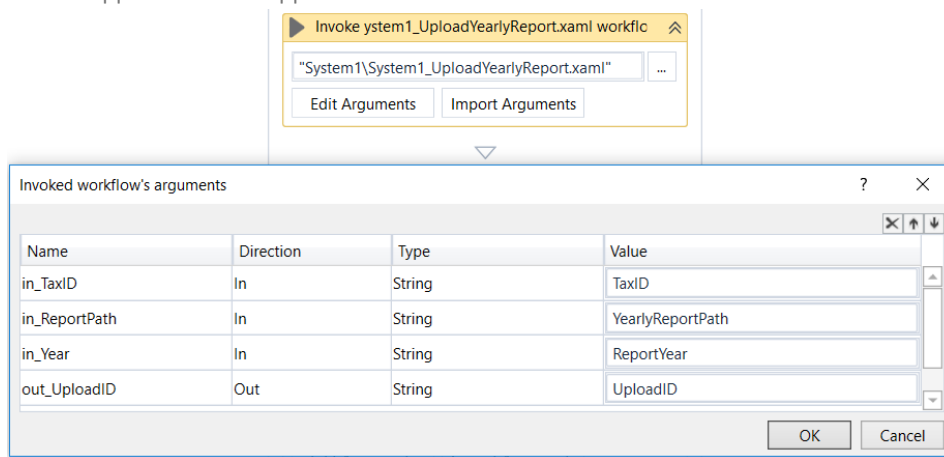 Invoke ystem1_UploadYearlyReport.xaml workflc
"System1\System1_UploadYearlyReport.xaml" ...
Edit Arguments Import Arguments
Invoked workflow's arguments ?
Name Direction Type Value
in_TaxID In String TaxID
in_ReportPath In String YearlyReportPath
in_Year In String ReportYear
out_UploadID Out String UploadID
OK Cancel